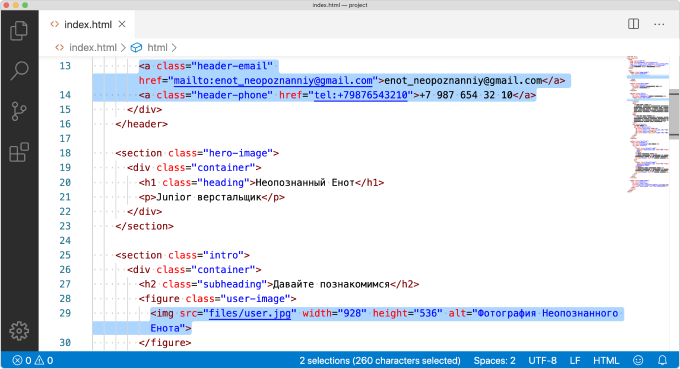 index.html — project
index.html
index.html > html >
13 <a class="header-email"
href="mailto:enot_neopoznanniy@gmail.com">enot_neopoznanniy@gmail.com</a>
14 <a class="header-phone" href="tel:+79876543210">+7 987 654 32 10</a>
15 </div>
16 </header>
17
18 <section class="hero-image">
19 <div class="container">
20 <h1 class="heading">Неопознанный Енот</h1>
21 <p>Junior верстальщик</p>
22 </div>
23 </section>
24
25 <section class="intro">
26 <div class="container">
27 <h2 class="subheading">Давайте познакомимся</h2>
28 <figure class="user-image">
29 <img src="files/user.jpg" width="928" height="536" alt="Фотография Неопознанного
Енота">
30 </figure>
0 0 2 selections (260 characters selected) Spaces: 2 UTF-8 LF HTML